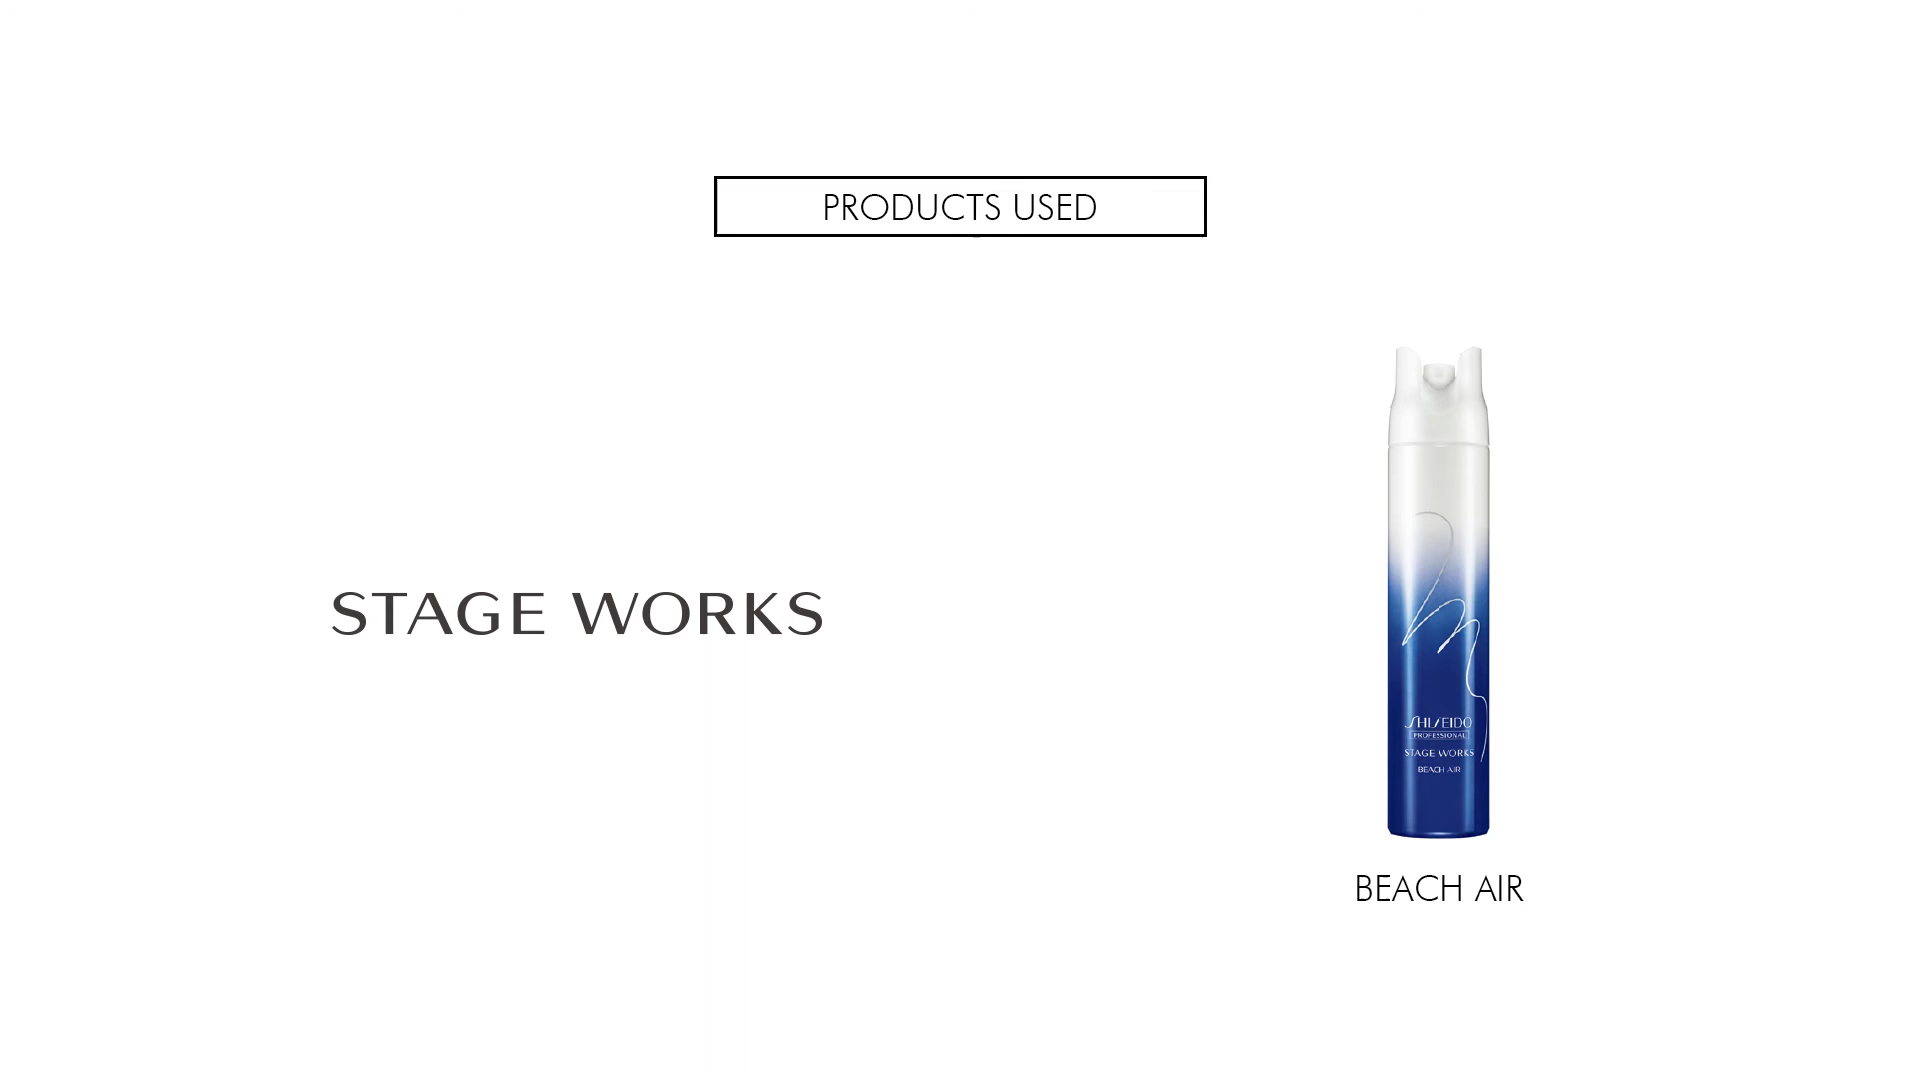 PRODUCTS USED
STAGE WORKS
SHISEIDO
PROFESSIONAL
STAGE WORKS
BEACH AIR
BEACH AIR